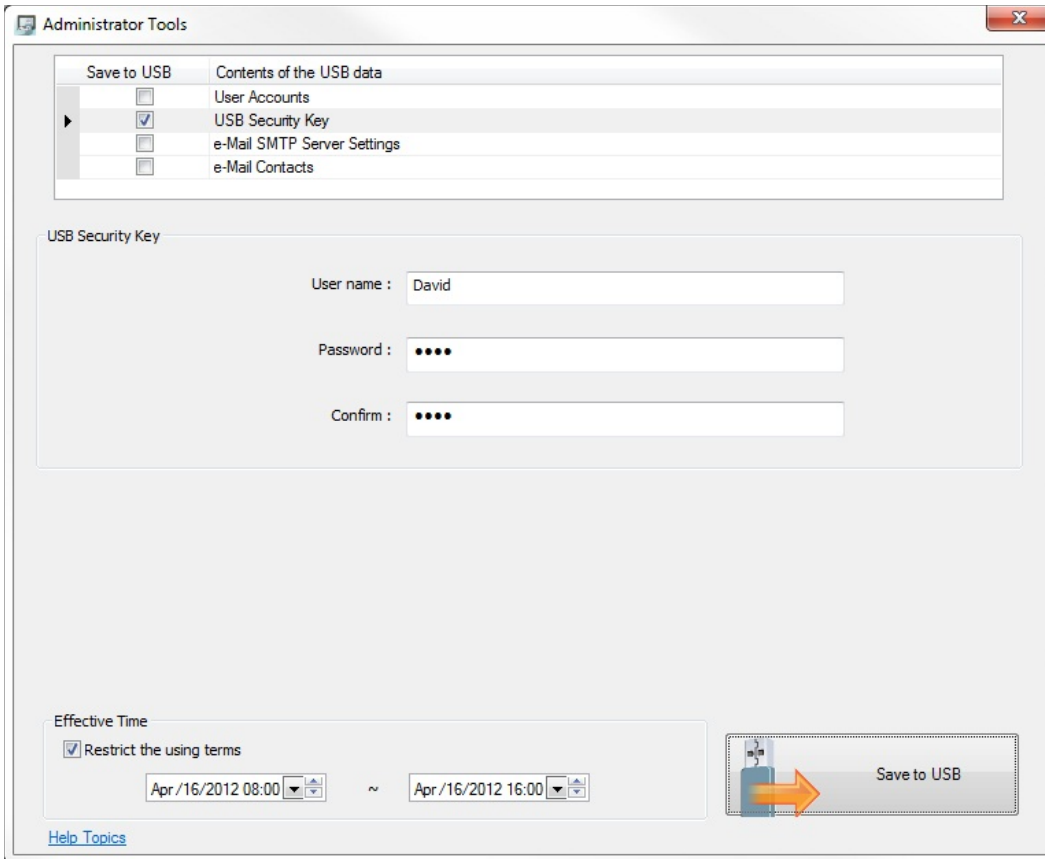 Administrator Tools
Save to USB Contents of the USB data
User Accounts
USB Security Key
e-Mail SMTP Server Settings
e-Mail Contacts
USB Security Key
User name : David
Password : ●●●●
Confirm : ●●●●
Effective Time
Restrict the using terms
Apr/16/2012 08:00 ~ Apr/16/2012 16:00
Save to USB
Help Topics